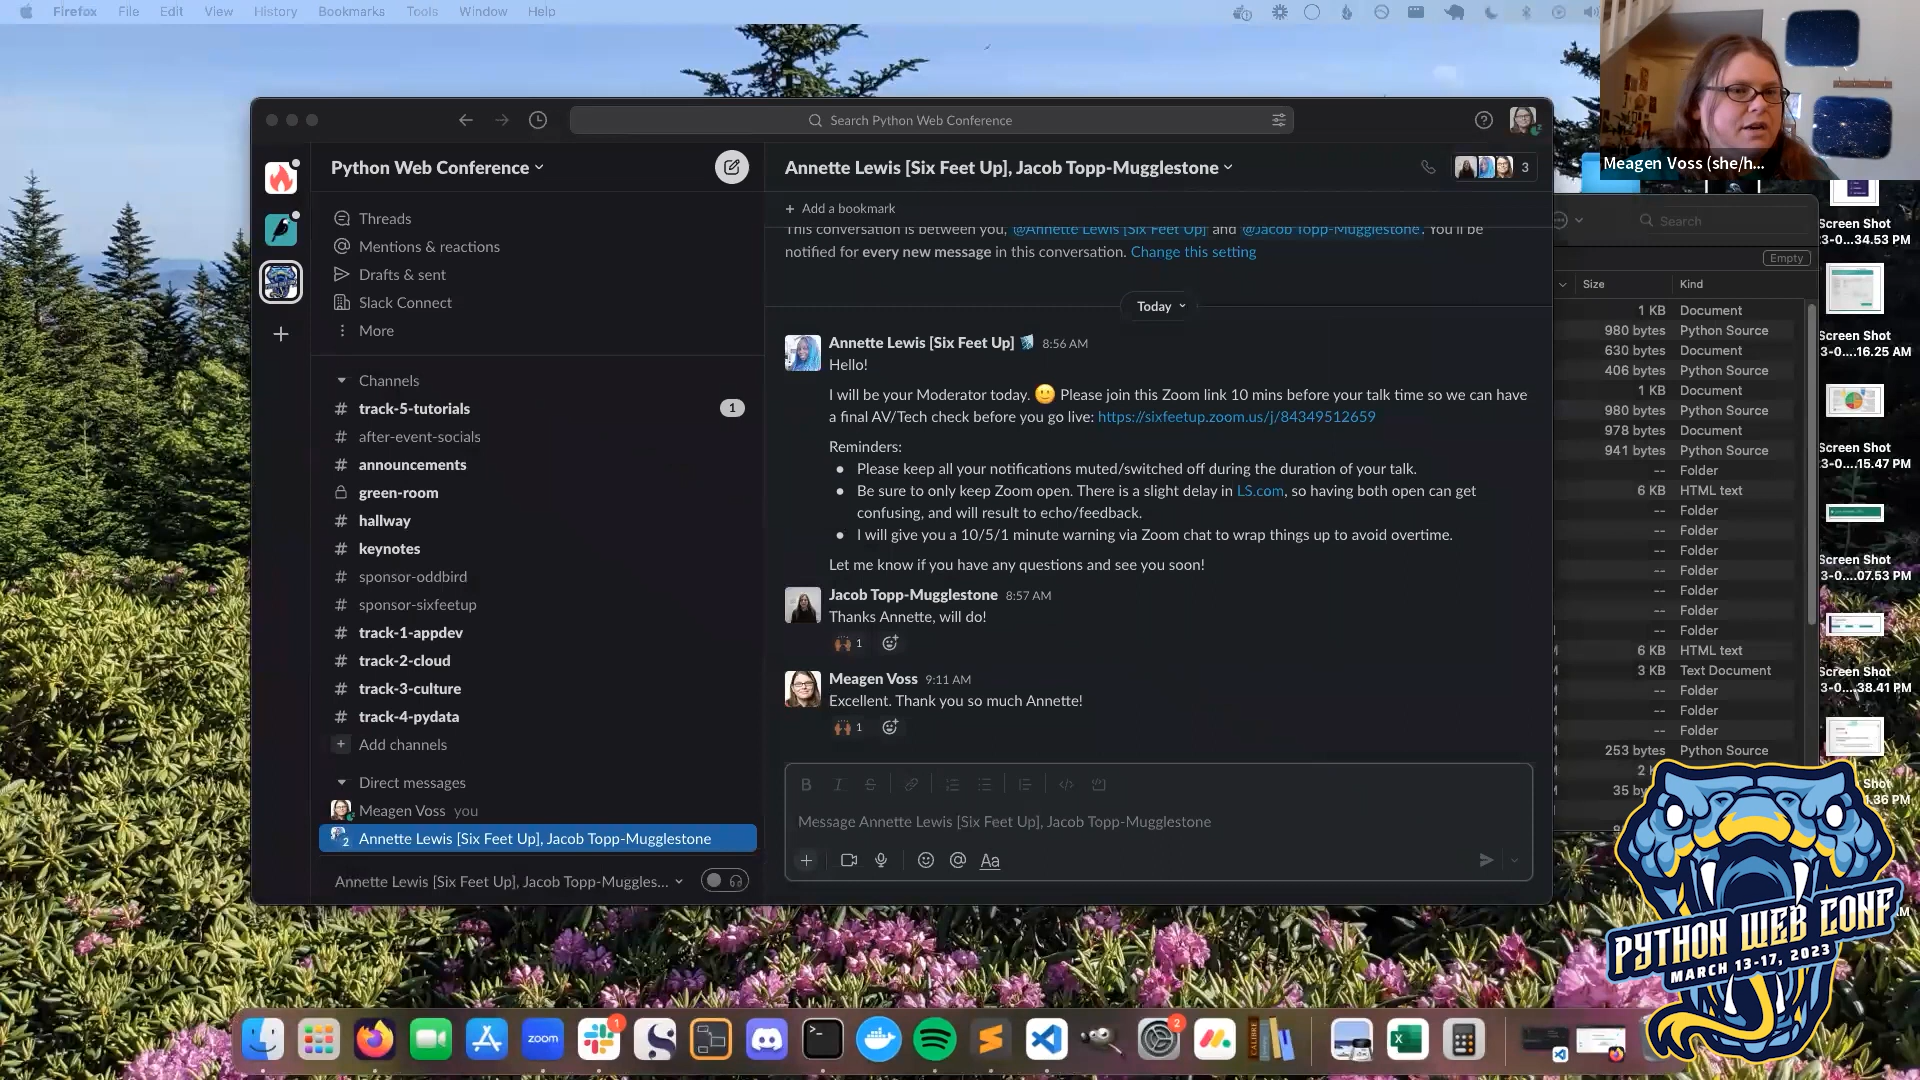 Firefox File Edit View History Bookmarks Tools Window Help
Meagen Voss (she/h...
Search Python Web Conference
Python Web Conference
Threads
Mentions & reactions
Drafts & sent
Slack Connect
More
Channels
# track-5-tutorials 1
# after-event-socials
# announcements
green-room
# hallway
# keynotes
# sponsor-oddbird
# sponsor-sixfeetup
# track-1-appdev
# track-2-cloud
# track-3-culture
# track-4-pydata
+ Add channels
Direct messages
Meagen Voss you
2 Annette Lewis [Six Feet Up], Jacob Topp-Mugglestone
Annette Lewis [Six Feet Up], Jacob Topp-Muggles...
Annette Lewis [Six Feet Up], Jacob Topp-Mugglestone
3
+ Add a bookmark
This conversation is between you, @Annette Lewis [Six Feet Up] and @Jacob Topp-Mugglestone. You'll be
notified for every new message in this conversation. Change this setting
Today
Annette Lewis [Six Feet Up] 8:56 AM
Hello!
I will be your Moderator today. 🙂 Please join this Zoom link 10 mins before your talk time so we can have
a final AV/Tech check before you go live: https://sixfeetup.zoom.us/j/84349512659
Reminders:
• Please keep all your notifications muted/switched off during the duration of your talk.
• Be sure to only keep Zoom open. There is a slight delay in LS.com, so having both open can get
confusing, and will result to echo/feedback.
• I will give you a 10/5/1 minute warning via Zoom chat to wrap things up to avoid overtime.
Let me know if you have any questions and see you soon!
Jacob Topp-Mugglestone 8:57 AM
Thanks Annette, will do!
1
Meagen Voss 9:11 AM
Excellent. Thank you so much Annette!
1
B I S
Message Annette Lewis [Six Feet Up], Jacob Topp-Mugglestone
+ @ Aa
Search
Empty
Size Kind
1 KB Document
980 bytes Python Source
630 bytes Document
406 bytes Python Source
1 KB Document
980 bytes Python Source
978 bytes Document
941 bytes Python Source
-- Folder
6 KB HTML text
-- Folder
-- Folder
-- Folder
-- Folder
-- Folder
-- Folder
-- Folder
6 KB HTML text
3 KB Text Document
-- Folder
-- Folder
-- Folder
253 bytes Python Source
2
35 by
Screen Shot
3-0....34.53 PM
Screen Shot
3-0....16.25 AM
Screen Shot
3-0....15.47 PM
Screen Shot
3-0....07.53 PM
Screen Shot
3-0....38.41 PM
Shot
1.36 PM
PYTHON WEB CONF
MARCH 13-17, 2023
zoom
1
2
CALIBRE